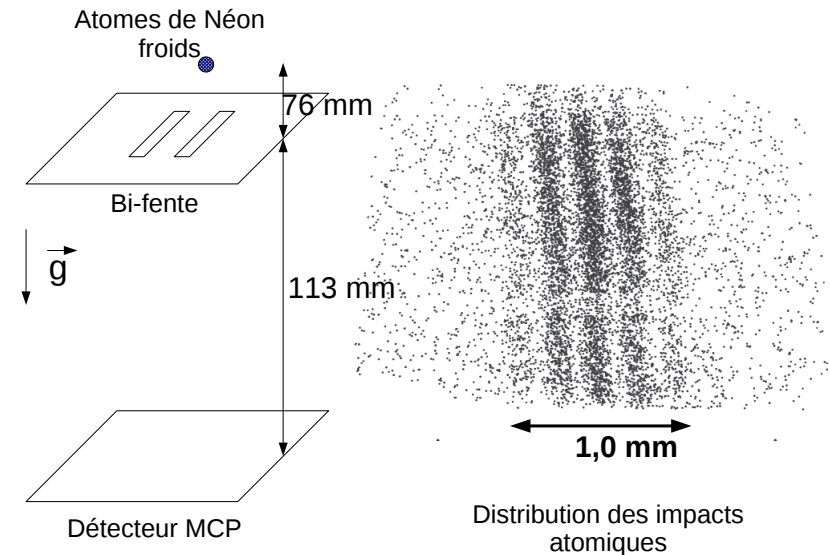 Atomes de Néon
froids
76 mm
Bi-fente
g
113 mm
Détecteur MCP
1,0 mm
Distribution des impacts
atomiques